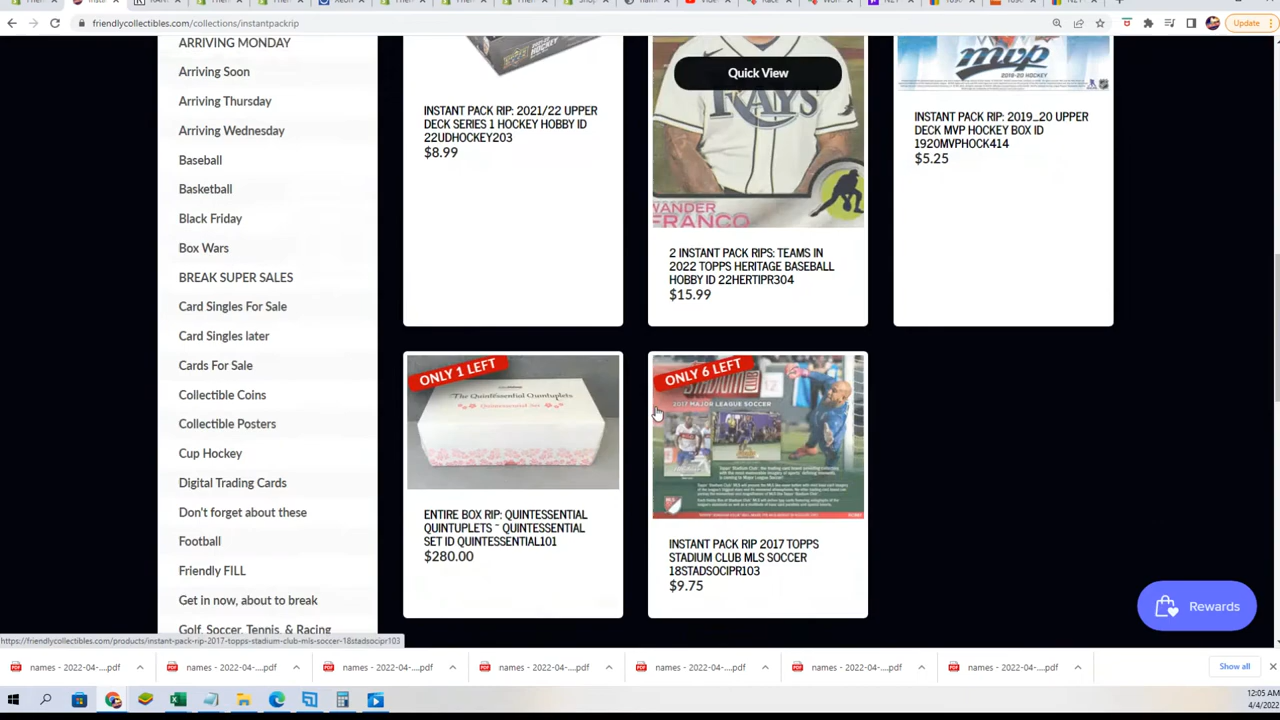 friendlycollectibles.com/collections/instantpackrip
Update
ARRIVING MONDAY
Arriving Soon
Arriving Thursday
Arriving Wednesday
Baseball
Basketball
Black Friday
Box Wars
BREAK SUPER SALES
Card Singles For Sale
Card Singles later
Cards For Sale
Collectible Coins
Collectible Posters
Cup Hockey
Digital Trading Cards
Don't forget about these
Football
Friendly FILL
Get in now, about to break
Golf, Soccer, Tennis, & Racing
INSTANT PACK RIP: 2021/22 UPPER
DECK SERIES 1 HOCKEY HOBBY ID
22UDHOCKEY203
$8.99
Quick View
RAYS
WANDER
FRANCO
2 INSTANT PACK RIPS: TEAMS IN
2022 TOPPS HERITAGE BASEBALL
HOBBY ID 22HERTIPR304
$15.99
mvp
2019-20 HOCKEY
INSTANT PACK RIP: 2019_20 UPPER
DECK MVP HOCKEY BOX ID
1920MVPHOCK414
$5.25
ONLY 1 LEFT
The Quintessential Quintuplets
Quintessential Set
ENTIRE BOX RIP: QUINTESSENTIAL
QUINTUPLETS ~ QUINTESSENTIAL
SET ID QUINTESSENTIAL101
$280.00
ONLY 6 LEFT
STADIUM CLUB
2017 MAJOR LEAGUE SOCCER
INSTANT PACK RIP 2017 TOPPS
STADIUM CLUB MLS SOCCER
18STADSOCIPR103
$9.75
Rewards
https://friendlycollectibles.com/products/instant-pack-rip-2017-topps-stadium-club-mls-soccer-18stadsocipr103
names - 2022-04-....pdf
names - 2022-04-....pdf
names - 2022-04-....pdf
names - 2022-04-....pdf
names - 2022-04-....pdf
names - 2022-04-....pdf
names - 2022-04-....pdf
Show all
12:05 AM
4/4/2022